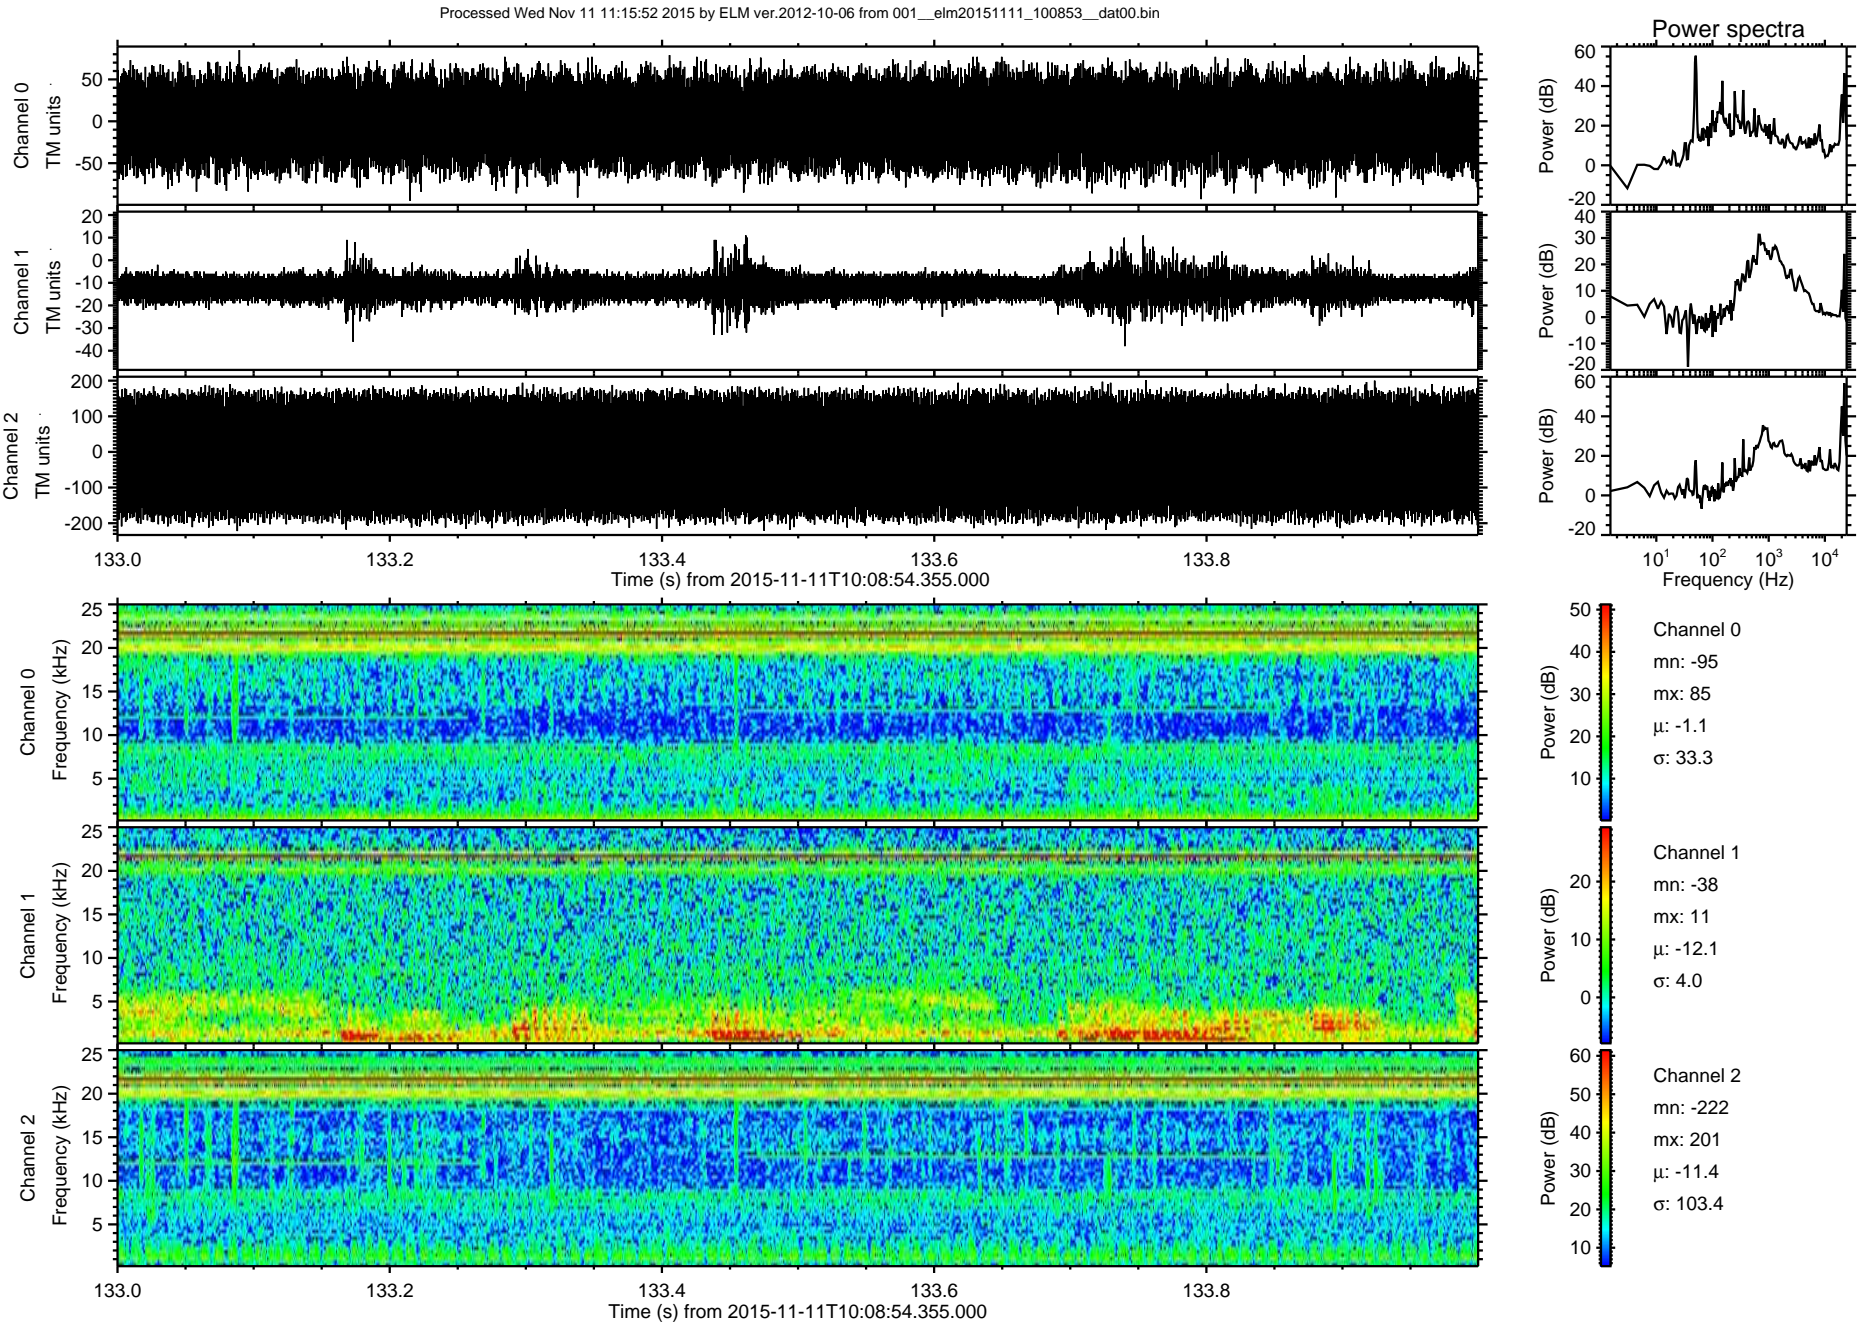 Processed Wed Nov 11 11:15:52 2015 by ELM ver.2012-10-06 from 001__elm20151111_100853__dat00.bin
Power spectra
Channel 0
TM units
50
0
-50
Power (dB)
60
40
20
0
-20
Channel 1
TM units
20
10
0
-10
-20
-30
-40
Power (dB)
40
30
20
10
0
-10
-20
Channel 2
TM units
200
100
0
-100
-200
Power (dB)
60
40
20
0
-20
133.0 133.2 133.4 133.6 133.8
Time (s) from 2015-11-11T10:08:54.355.000
10¹ 10² 10³ 10⁴
Frequency (Hz)
Channel 0
Frequency (kHz)
25
20
15
10
5
Power (dB)
50
40
30
20
10
Channel 0
mn: -95
mx: 85
μ: -1.1
σ: 33.3
Channel 1
Frequency (kHz)
25
20
15
10
5
Power (dB)
20
10
0
Channel 1
mn: -38
mx: 11
μ: -12.1
σ: 4.0
Channel 2
Frequency (kHz)
25
20
15
10
5
Power (dB)
60
50
40
30
20
10
Channel 2
mn: -222
mx: 201
μ: -11.4
σ: 103.4
133.0 133.2 133.4 133.6 133.8
Time (s) from 2015-11-11T10:08:54.355.000